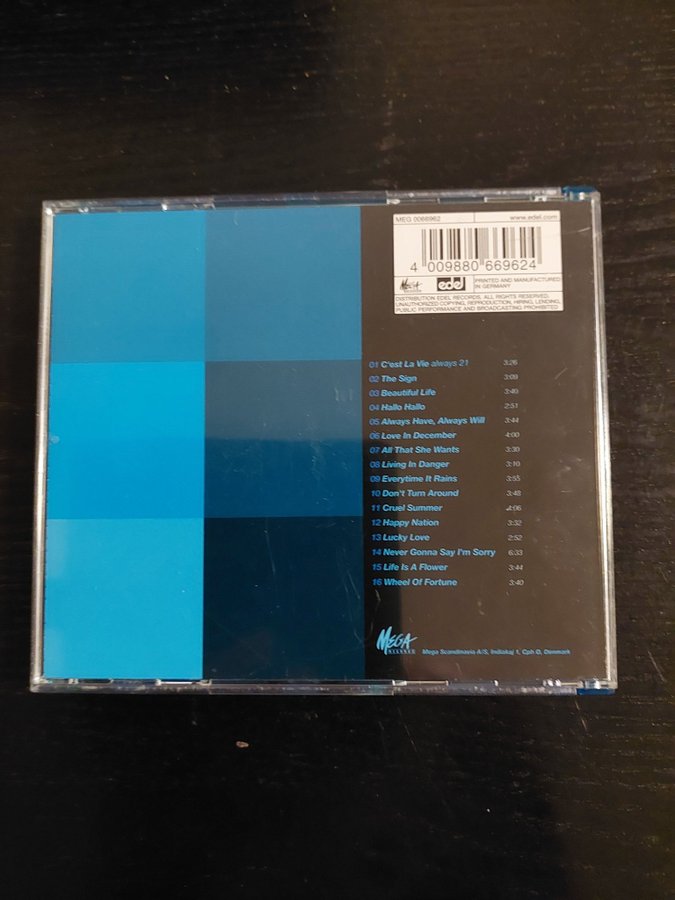 MEG 0066962 www.edel.com
4 009880 669624
MEGA RECORDS edel PRINTED AND MANUFACTURED
IN GERMANY
DISTRIBUTION EDEL RECORDS. ALL RIGHTS RESERVED.
UNAUTHORIZED COPYING, REPRODUCTION, HIRING, LENDING,
PUBLIC PERFORMANCE AND BROADCASTING PROHIBITED
01 C'est La Vie always 21 3:26
02 The Sign 3:09
03 Beautiful Life 3:40
04 Hallo Hallo 2:51
05 Always Have, Always Will 3:44
06 Love In December 4:00
07 All That She Wants 3:30
08 Living In Danger 3:10
09 Everytime It Rains 3:55
10 Don't Turn Around 3:48
11 Cruel Summer 4:06
12 Happy Nation 3:32
13 Lucky Love 2:52
14 Never Gonna Say I'm Sorry 6:33
15 Life Is A Flower 3:44
16 Wheel Of Fortune 3:40
MEGA
RECORDS
Mega Scandinavia A/S, Indiakaj 1, Cph Ø, Denmark